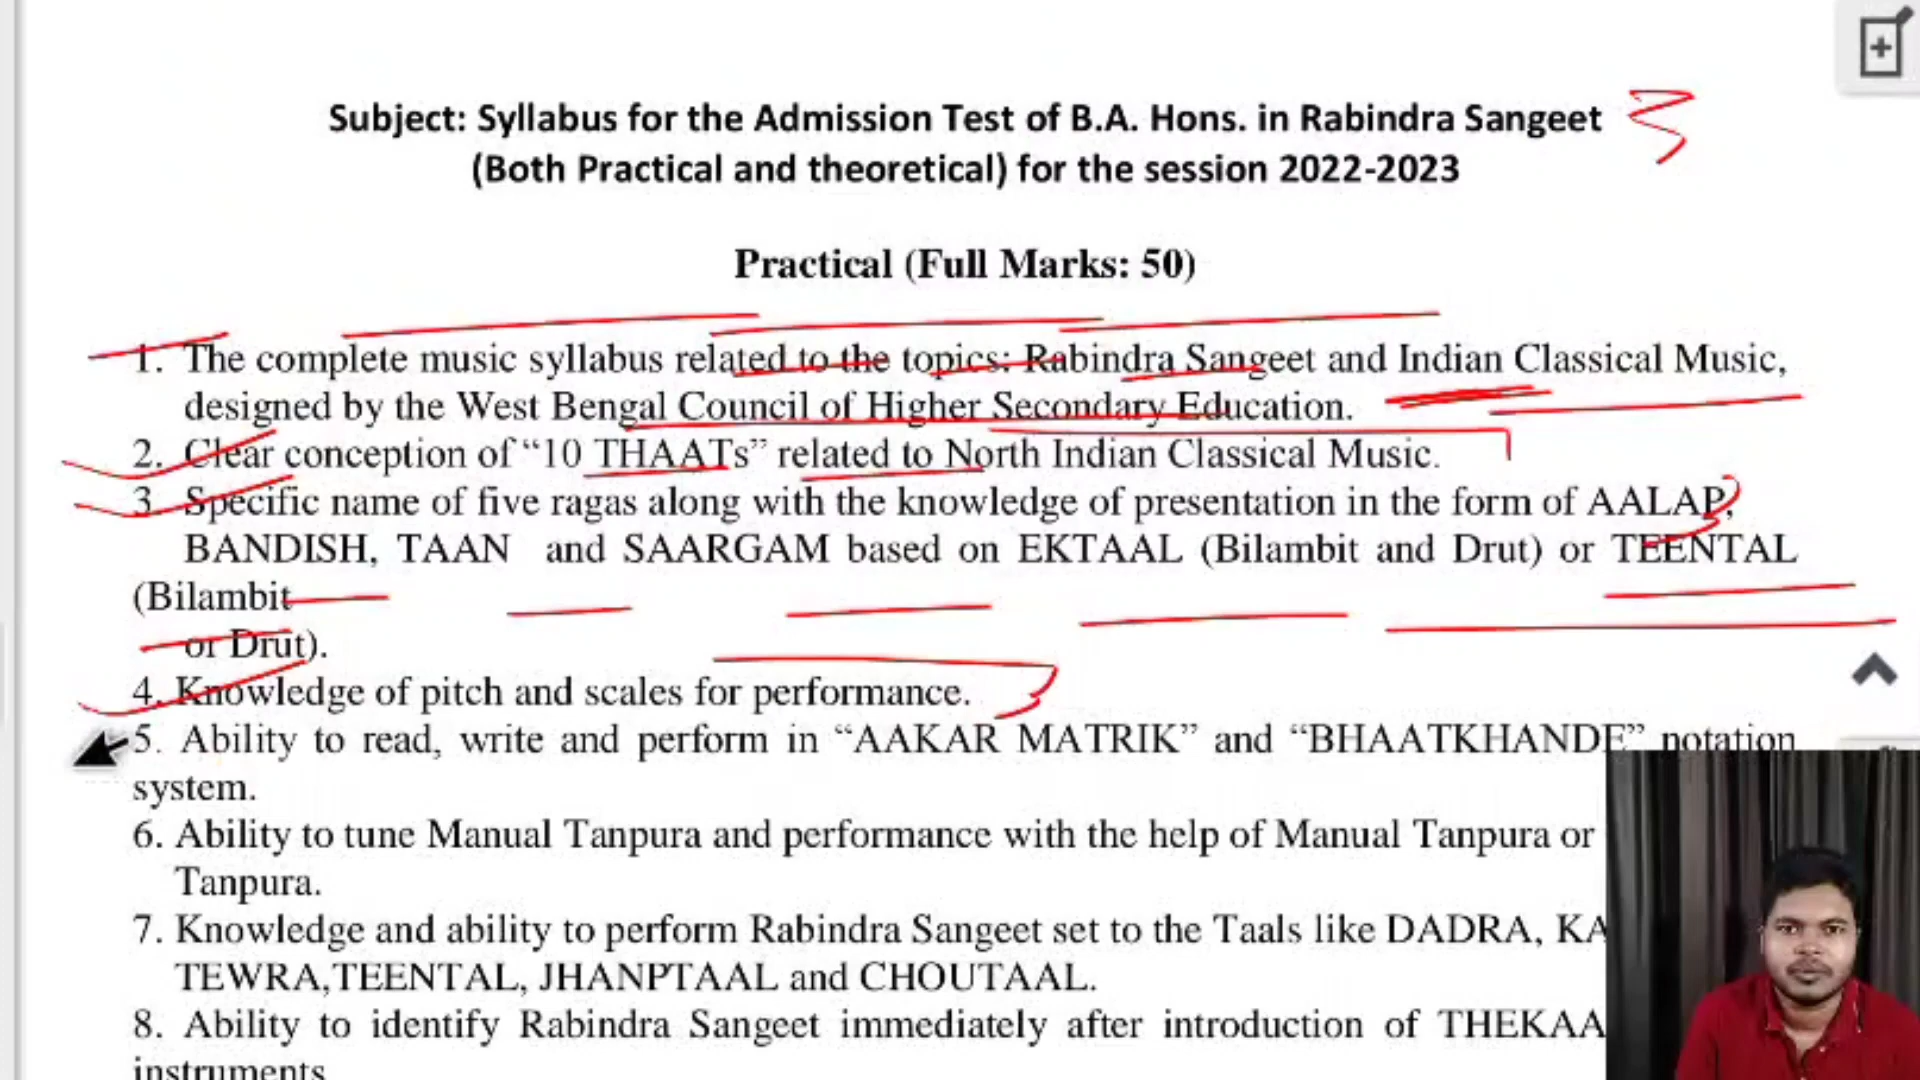 Subject: Syllabus for the Admission Test of B.A. Hons. in Rabindra Sangeet
(Both Practical and theoretical) for the session 2022-2023
Practical (Full Marks: 50)
1. The complete music syllabus related to the topics: Rabindra Sangeet and Indian Classical Music,
designed by the West Bengal Council of Higher Secondary Education.
2. Clear conception of “10 THAATs” related to North Indian Classical Music.
3. Specific name of five ragas along with the knowledge of presentation in the form of AALAP,
BANDISH, TAAN and SAARGAM based on EKTAAL (Bilambit and Drut) or TEENTAL
(Bilambit
or Drut).
4. Knowledge of pitch and scales for performance.
5. Ability to read, write and perform in “AAKAR MATRIK” and “BHAATKHANDE” notation
system.
6. Ability to tune Manual Tanpura and performance with the help of Manual Tanpura or
Tanpura.
7. Knowledge and ability to perform Rabindra Sangeet set to the Taals like DADRA,
TEWRA,TEENTAL, JHANPTAAL and CHOUTAAL.
8. Ability to identify Rabindra Sangeet immediately after introduction of
instruments